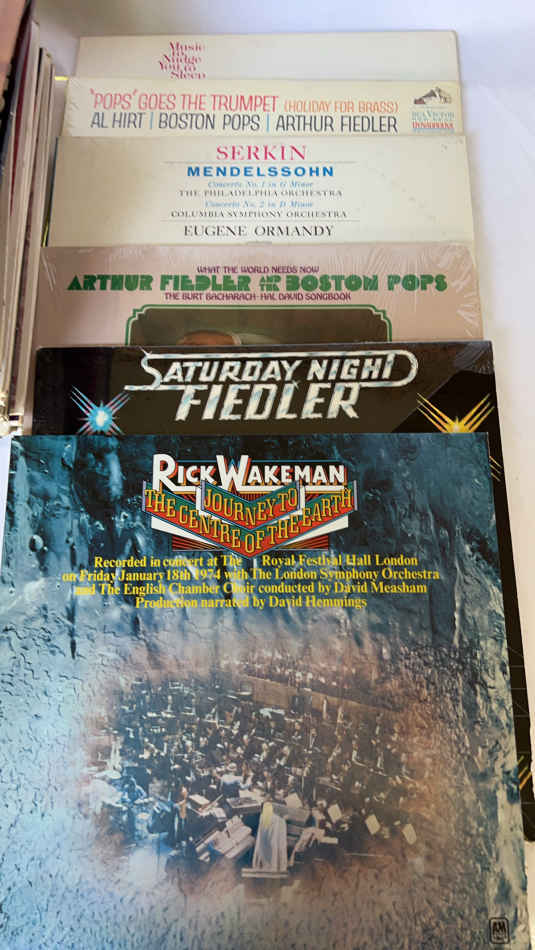 Music
to
Nudge
You to
Sleep
"POPS" GOES THE TRUMPET (HOLIDAY FOR BRASS)
AL HIRT | BOSTON POPS | ARTHUR FIEDLER
RCA VICTOR
RED SEAL
DYNAGROOVE
SERKIN
MENDELSSOHN
Concerto No. 1 in G Minor
THE PHILADELPHIA ORCHESTRA
Concerto No. 2 in D Minor
COLUMBIA SYMPHONY ORCHESTRA
EUGENE ORMANDY
WHAT THE WORLD NEEDS NOW
ARTHUR FIEDLER AND THE BOSTON POPS
THE BURT BACHARACH-HAL DAVID SONGBOOK
SATURDAY NIGHT
FIEDLER
RICK WAKEMAN
JOURNEY TO
THE CENTRE OF THE EARTH
Recorded in concert at The Royal Festival Hall London
on Friday January 18th 1974 with The London Symphony Orchestra
and The English Chamber Choir conducted by David Measham
Production narrated by David Hemmings
A&M